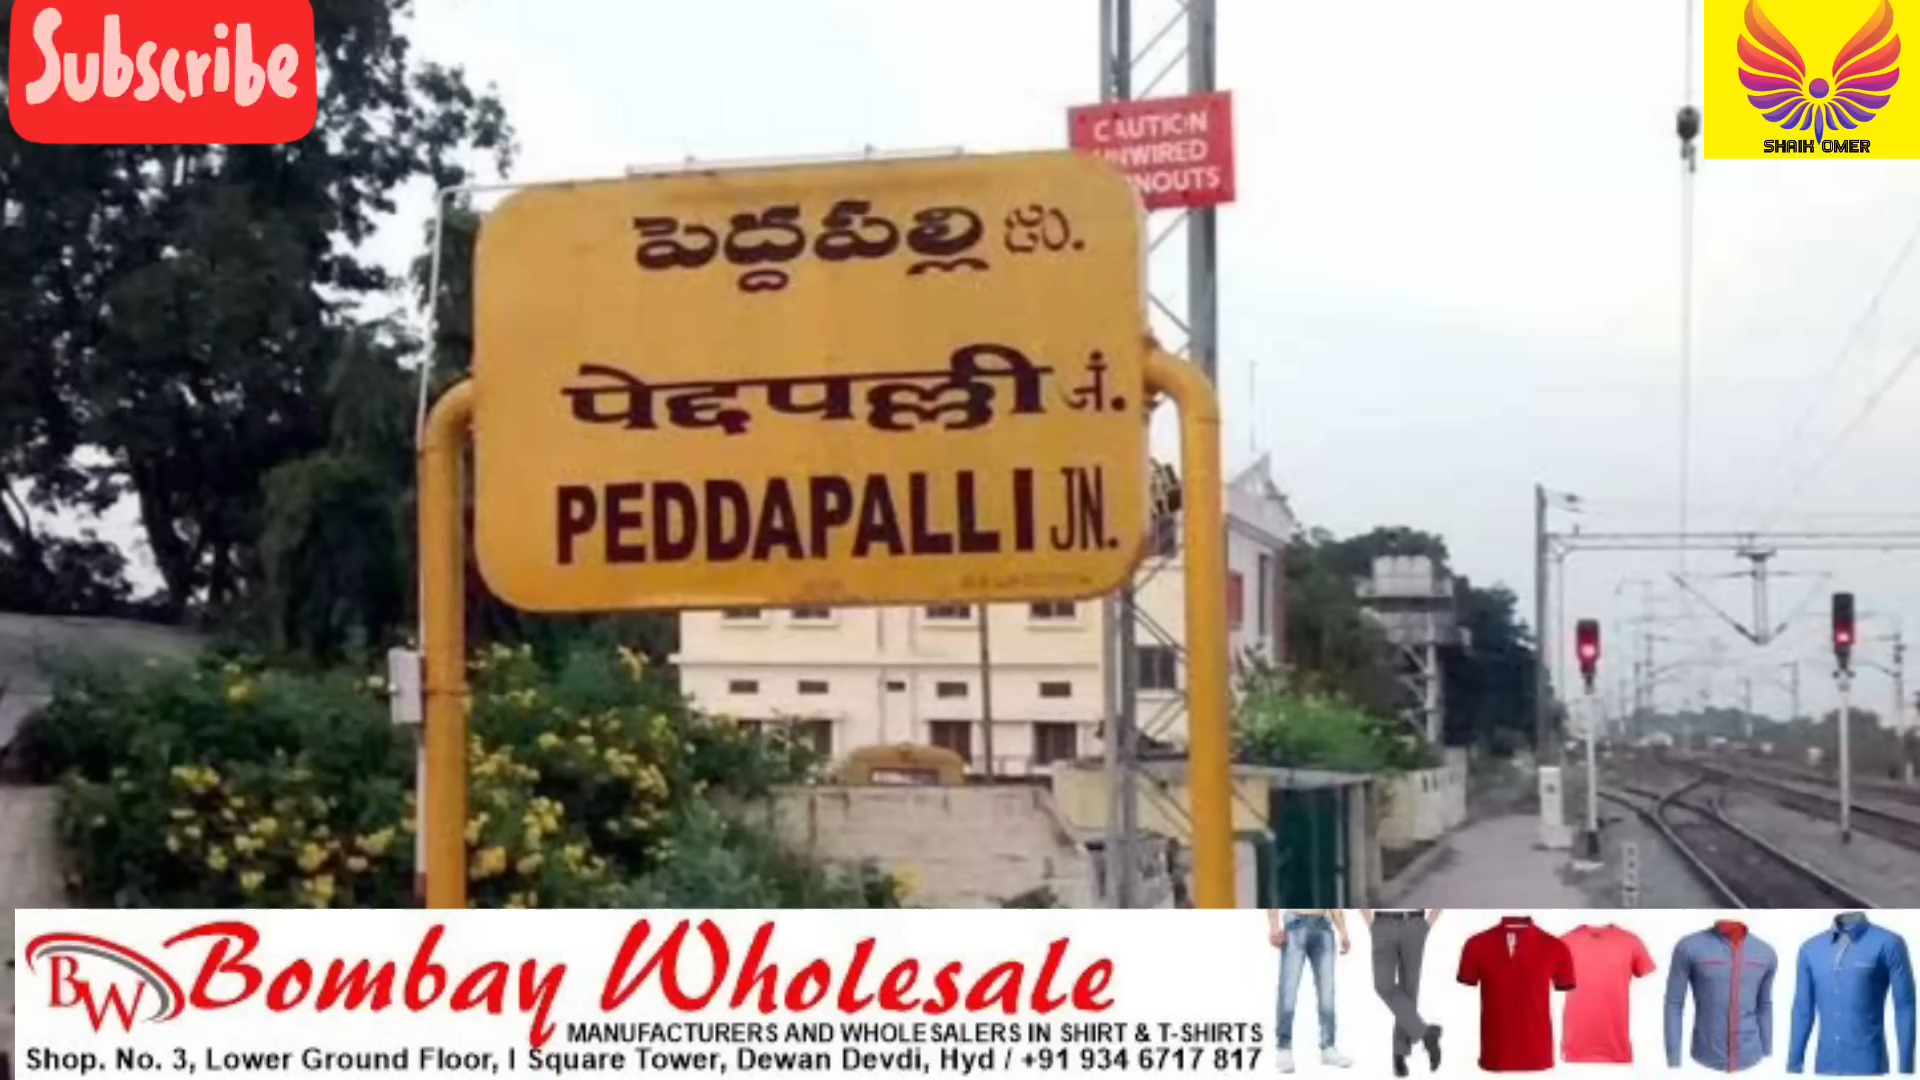 Subscribe
SHAIK OMER
CAUTION
UNWIRED
పెద్దపల్లి జం.
पेद्दपल्ली जं.
PEDDAPALLI JN.
BW Bombay Wholesale
MANUFACTURERS AND WHOLESALERS IN SHIRT & T-SHIRTS
Shop. No. 3, Lower Ground Floor, I Square Tower, Dewan Devdi, Hyd / +91 934 6717 817